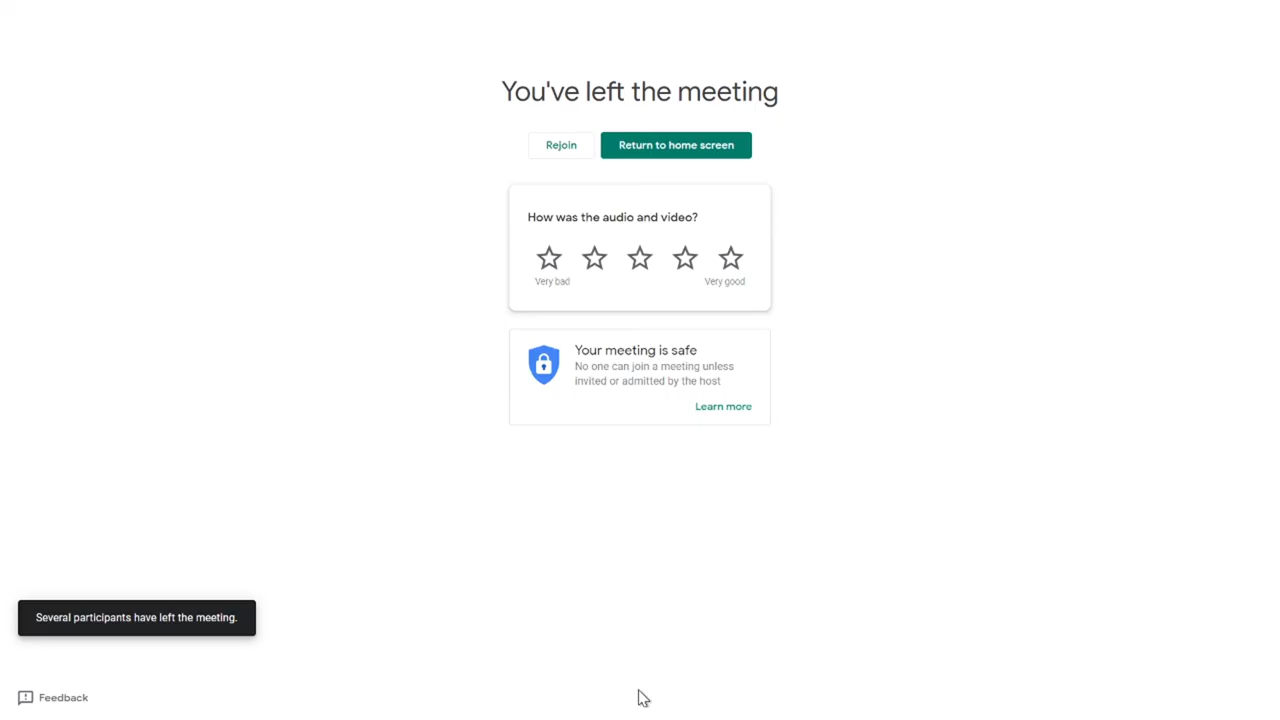 You've left the meeting
Rejoin
Return to home screen
How was the audio and video?
Very bad
Very good
Your meeting is safe
No one can join a meeting unless
invited or admitted by the host
Learn more
Several participants have left the meeting.
Feedback